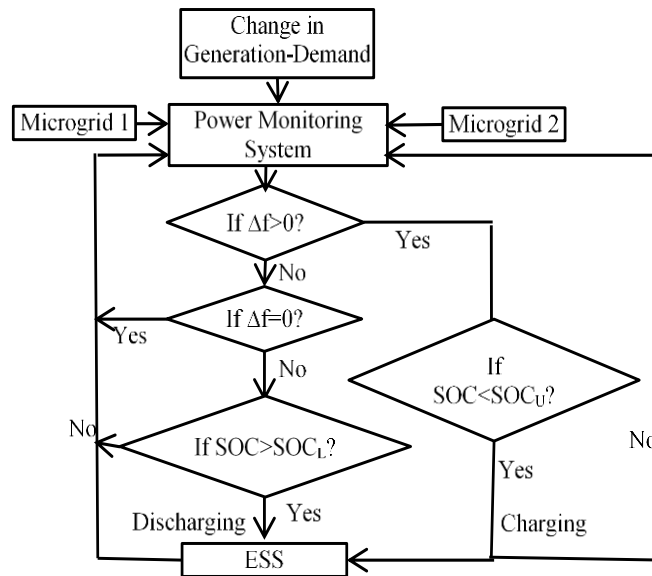 Change in
Generation-Demand
Microgrid 1
Power Monitoring
System
Microgrid 2
If Δf>0?
Yes
No
If Δf=0?
Yes
No
If
SOC<SOC_U?
No
If SOC>SOC_L?
No
Yes
Discharging
Yes
Charging
ESS